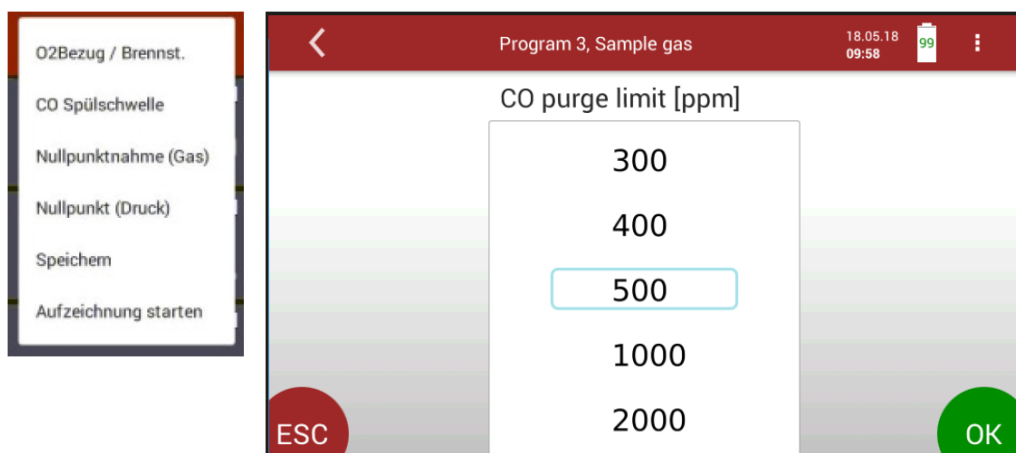 O2Bezug / Brennst.
CO Spülschwelle
Nullpunktnahme (Gas)
Nullpunkt (Druck)
Speichern
Aufzeichnung starten
Program 3, Sample gas
18.05.18
09:58
99
CO purge limit [ppm]
300
400
500
1000
2000
ESC
OK